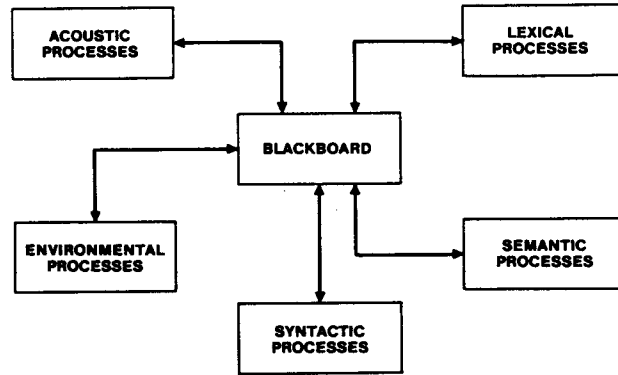 ACOUSTIC
PROCESSES
LEXICAL
PROCESSES
BLACKBOARD
ENVIRONMENTAL
PROCESSES
SEMANTIC
PROCESSES
SYNTACTIC
PROCESSES